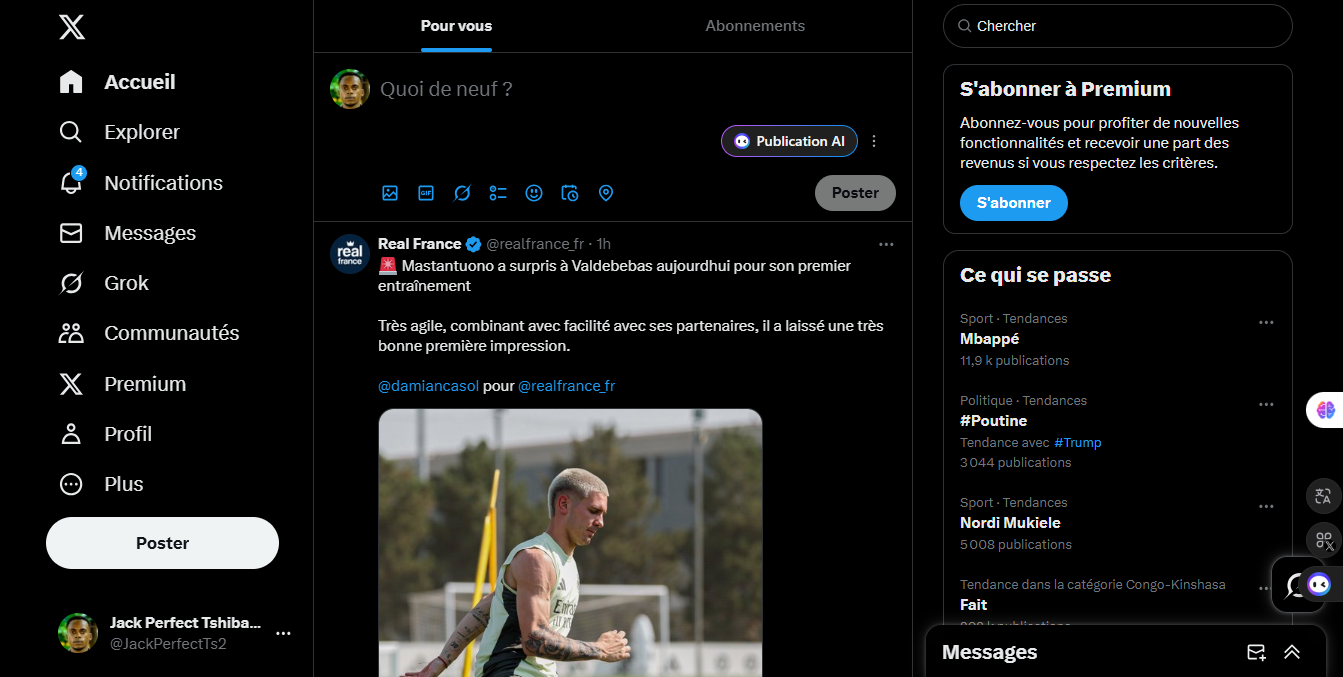 Accueil
Explorer
4
Notifications
Messages
Grok
Communautés
Premium
Profil
Plus
Poster
Jack Perfect Tshiba...
@JackPerfectTs2
Pour vous
Abonnements
Quoi de neuf ?
Publication AI
GIF
Poster
real
france
Real France @realfrance_fr · 1h
🚨 Mastantuono a surpris à Valdebebas aujourd'hui pour son premier
entraînement
Très agile, combinant avec facilité avec ses partenaires, il a laissé une très
bonne première impression.
@damiancasol pour @realfrance_fr
Chercher
S'abonner à Premium
Abonnez-vous pour profiter de nouvelles
fonctionnalités et recevoir une part des
revenus si vous respectez les critères.
S'abonner
Ce qui se passe
Sport · Tendances
Mbappé
11,9 k publications
Politique · Tendances
#Poutine
Tendance avec #Trump
3 044 publications
Sport · Tendances
Nordi Mukiele
5 008 publications
Tendance dans la catégorie Congo-Kinshasa
Fait
Messages